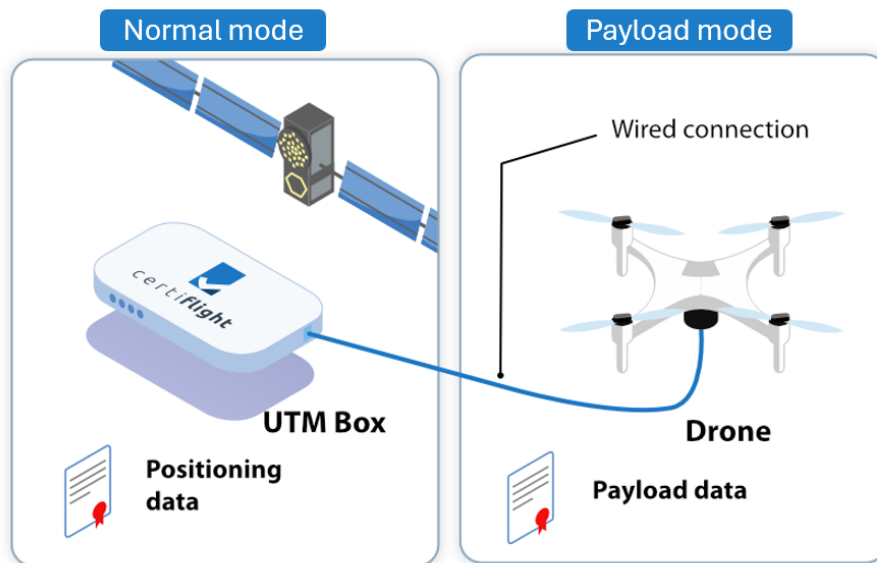 Normal mode
Payload mode
Wired connection
certiflight
UTM Box
Drone
Positioning
data
Payload data